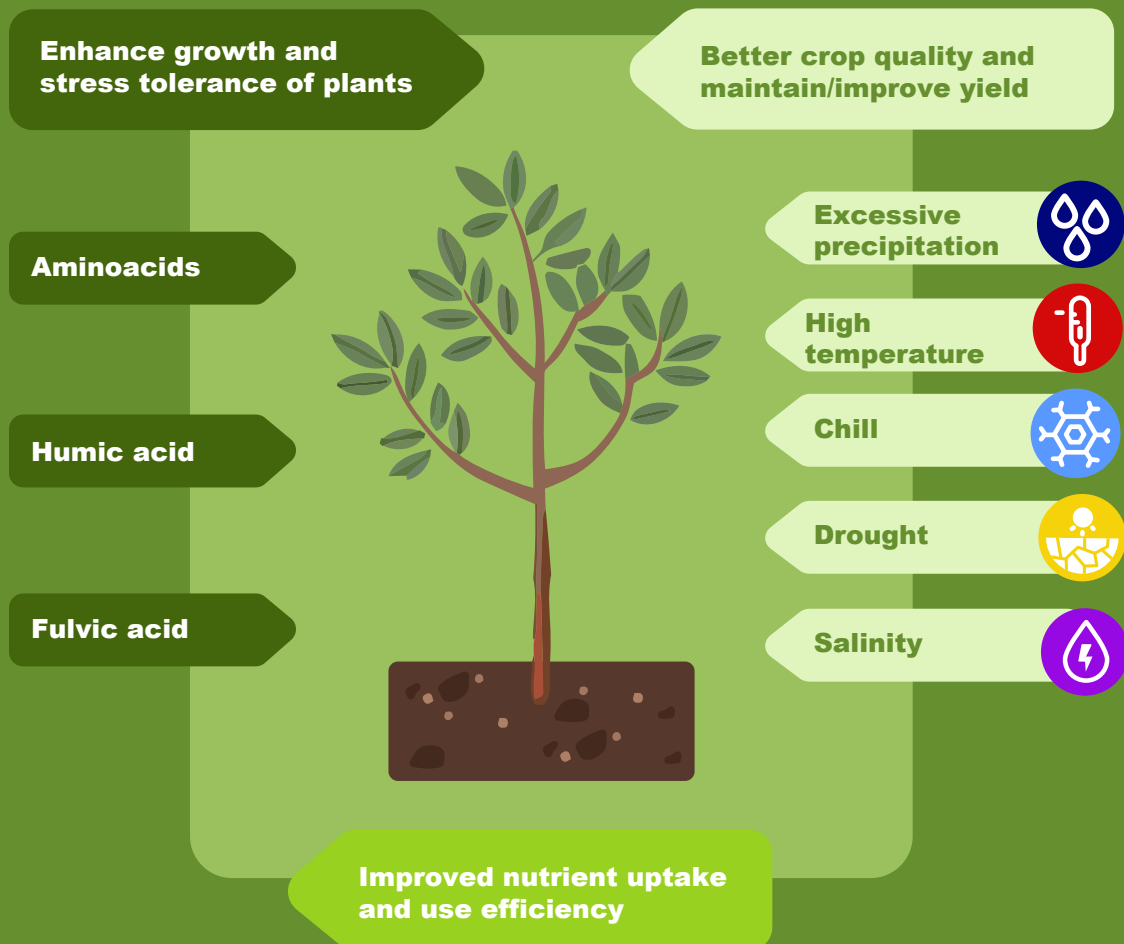 Enhance growth and
stress tolerance of plants
Better crop quality and
maintain/improve yield
Aminoacids
Humic acid
Fulvic acid
Excessive
precipitation
High
temperature
Chill
Drought
Salinity
Improved nutrient uptake
and use efficiency